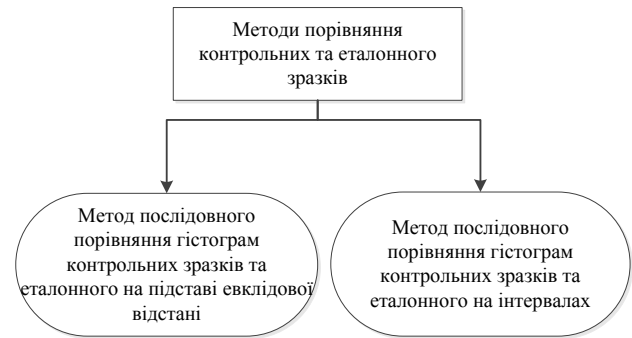 Методи порівняння
контрольних та еталонного
зразків
Метод послідовного
порівняння гістограм
контрольних зразків та
еталонного на підставі евклідової
відстані
Метод послідовного
порівняння гістограм
контрольних зразків та
еталонного на інтервалах